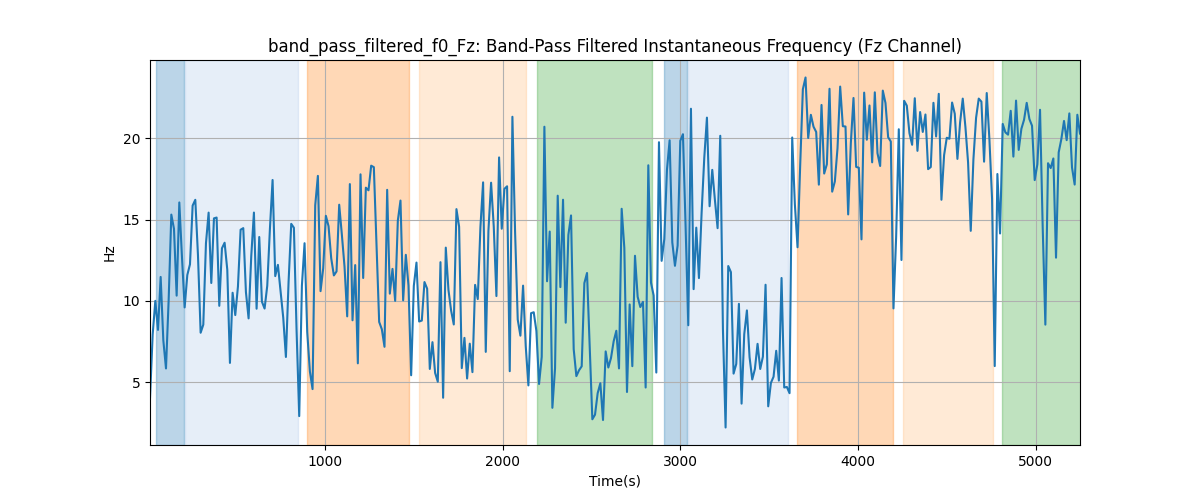 band_pass_filtered_f0_Fz: Band-Pass Filtered Instantaneous Frequency (Fz Channel)
20
15
10
5
Hz
1000 2000 3000 4000 5000
Time(s)